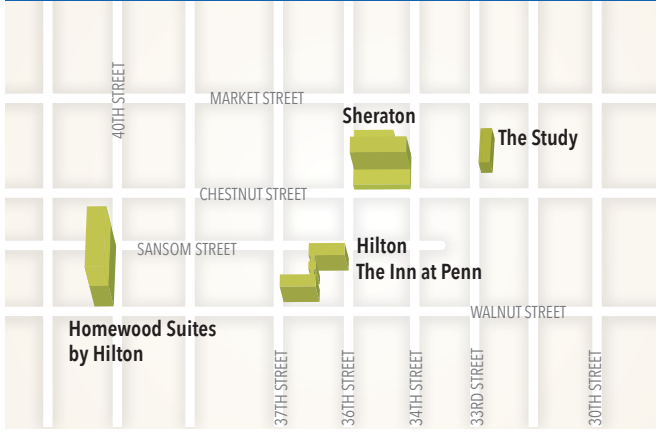 40TH STREET
MARKET STREET
Sheraton
The Study
CHESTNUT STREET
SANSOM STREET
Hilton
The Inn at Penn
WALNUT STREET
Homewood Suites
by Hilton
37TH STREET
36TH STREET
34TH STREET
33RD STREET
30TH STREET